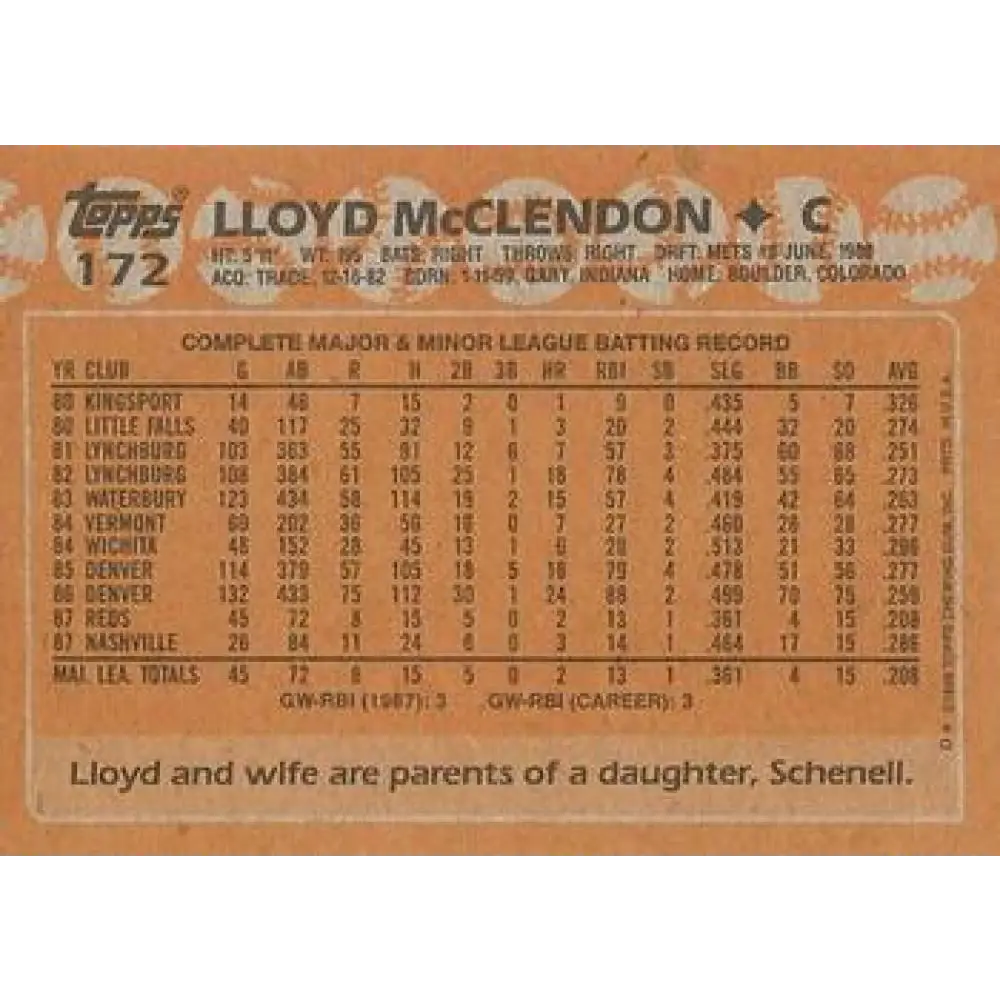 Topps® LLOYD McCLENDON ✦ C
172 HT: 5'11" WT: 195 BATS: RIGHT THROWS: RIGHT DRFT: METS JUNE,
ACQ: TRADE, 12-16-82 BORN: 1-11-59, GARY, INDIANA HOME: BOULDER, COLORADO
COMPLETE MAJOR & MINOR LEAGUE BATTING RECORD
YR CLUB G AB R H 2B 3B HR RBI SB SLG BB SO AVG
80 KINGSPORT 14 46 7 15 2 0 1 9 0 .435 5 7 .326
80 LITTLE FALLS 40 117 25 32 8 1 3 20 2 .444 32 20 .274
81 LYNCHBURG 103 363 55 91 12 6 7 57 3 .375 60 68 .251
82 LYNCHBURG 108 384 61 105 25 1 18 78 4 .484 55 65 .273
83 WATERBURY 123 434 58 114 19 2 15 57 4 .419 42 64 .263
84 VERMONT 60 202 36 56 16 0 7 27 2 .460 28 28 .277
84 WICHITA 48 152 28 45 13 1 6 28 2 .513 21 33 .296
85 DENVER 114 379 57 105 18 5 16 79 4 .478 51 56 .277
86 DENVER 132 433 75 112 30 1 24 88 2 .499 70 75 .259
87 REDS 45 72 8 15 5 0 2 13 1 .361 4 15 .208
87 NASHVILLE 26 84 11 24 6 0 3 14 1 .464 17 15 .286
MAJ. LEA. TOTALS 45 72 8 15 5 0 2 13 1 .361 4 15 .208
GW-RBI (1987): 3 GW-RBI (CAREER): 3
Lloyd and wife are parents of a daughter, Schenell.